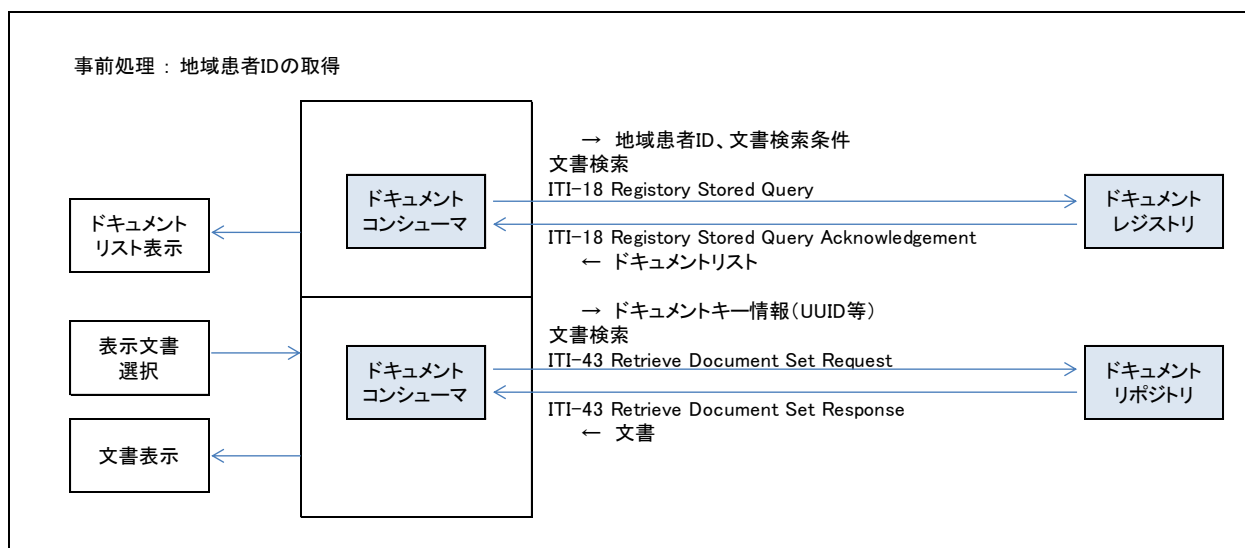 事前処理 : 地域患者IDの取得
→ 地域患者ID、文書検索条件
文書検索
ITI-18 Registory Stored Query
ドキュメント
コンシューマ
ドキュメント
レジストリ
ドキュメント
リスト表示
ITI-18 Registory Stored Query Acknowledgement
← ドキュメントリスト
→ ドキュメントキー情報(UUID等)
文書検索
ITI-43 Retrieve Document Set Request
表示文書
選択
ドキュメント
コンシューマ
ドキュメント
リポジトリ
ITI-43 Retrieve Document Set Response
← 文書
文書表示